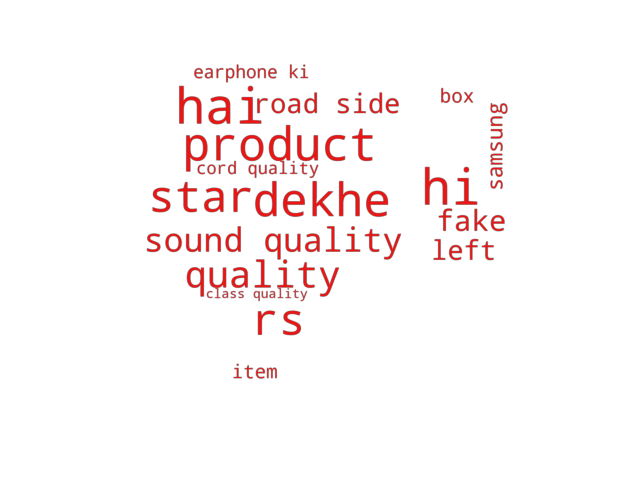 earphone ki
hai
road side
box
samsung
product
cord quality
hi
star
dekhe
fake
sound quality
left
quality
class quality
rs
item